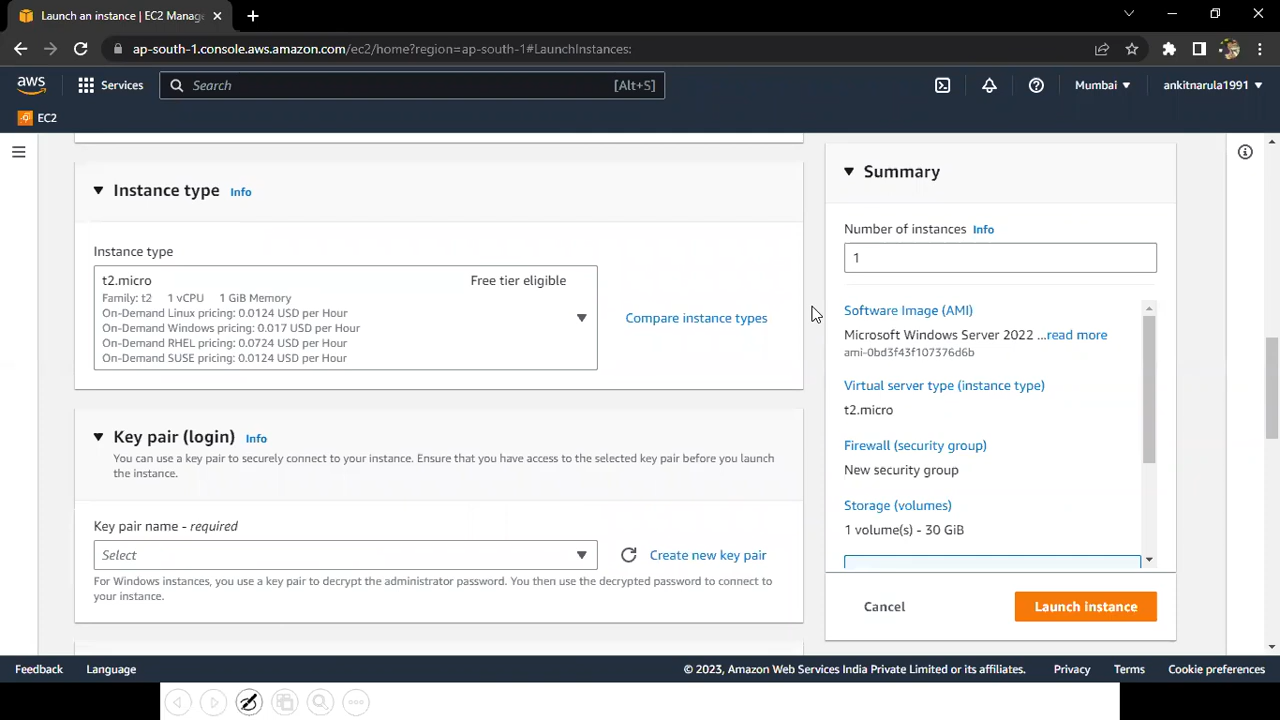 Launch an instance | EC2 Manag
ap-south-1.console.aws.amazon.com/ec2/home?region=ap-south-1#LaunchInstances:
aws
Services
Search
[Alt+S]
Mumbai
ankitnarula1991
EC2
Instance type
Info
Instance type
t2.micro
Free tier eligible
Family: t2 1 vCPU 1 GiB Memory
On-Demand Linux pricing: 0.0124 USD per Hour
On-Demand Windows pricing: 0.017 USD per Hour
On-Demand RHEL pricing: 0.0724 USD per Hour
On-Demand SUSE pricing: 0.0124 USD per Hour
Compare instance types
Key pair (login)
Info
You can use a key pair to securely connect to your instance. Ensure that you have access to the selected key pair before you launch
the instance.
Key pair name - required
Select
Create new key pair
For Windows instances, you use a key pair to decrypt the administrator password. You then use the decrypted password to connect to
your instance.
Summary
Number of instances
Info
1
Software Image (AMI)
Microsoft Windows Server 2022 ...read more
ami-0bd3f43f107376d6b
Virtual server type (instance type)
t2.micro
Firewall (security group)
New security group
Storage (volumes)
1 volume(s) - 30 GiB
Cancel
Launch instance
Feedback
Language
© 2023, Amazon Web Services India Private Limited or its affiliates.
Privacy
Terms
Cookie preferences